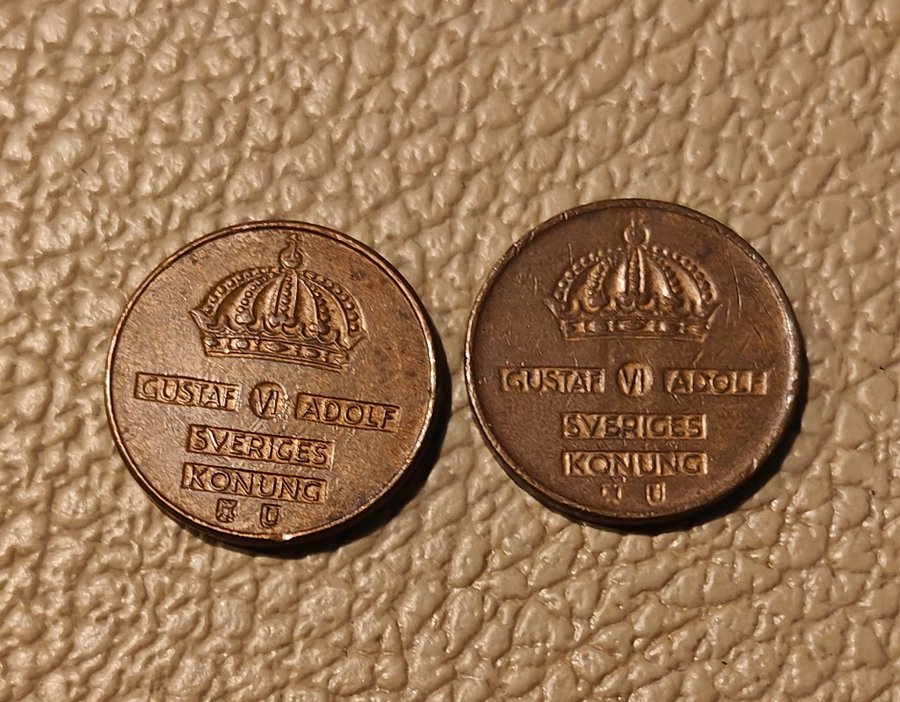 GUSTAF VI ADOLF
SVERIGES
KONUNG
U
GUSTAF VI ADOLF
SVERIGES
KONUNG
U